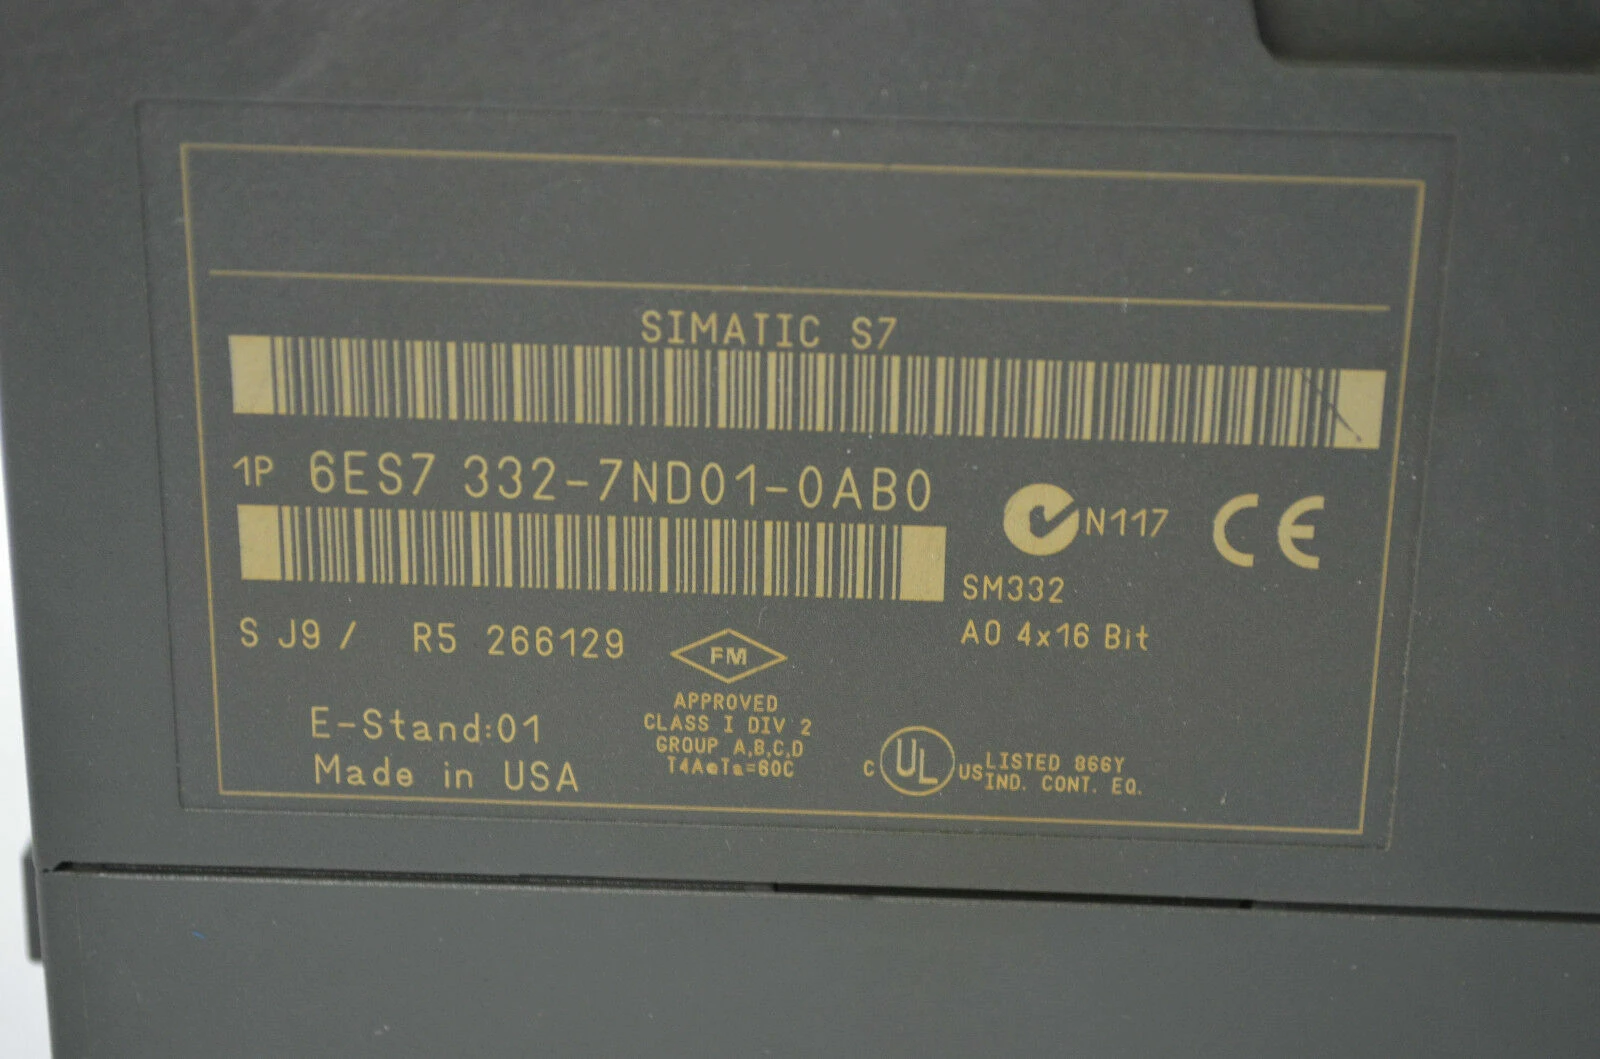 SIMATIC S7
1P 6ES7 332-7ND01-0AB0
N117 CE
SM332
AO 4x16 Bit
S J9 / R5 266129
FM
APPROVED
CLASS I DIV 2
GROUP A,B,C,D
T4A@Ta=60C
E-Stand:01
Made in USA
C UL US LISTED 866Y
IND. CONT. EQ.